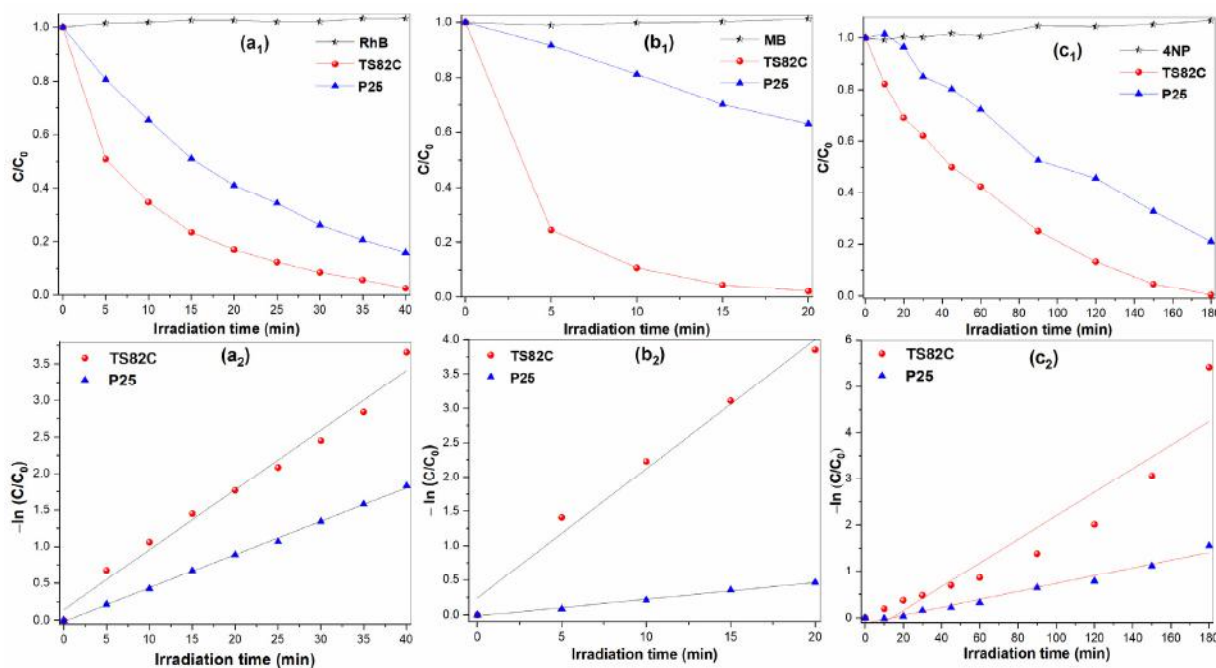 (a1)
RhB
TS82C
P25
C/C0
1.0
0.8
0.6
0.4
0.2
0.0
0 5 10 15 20 25 30 35 40
Irradiation time (min)
(b1)
MB
TS82C
P25
C/C0
1.0
0.8
0.6
0.4
0.2
0.0
0 5 10 15 20
Irradiation time (min)
(c1)
4NP
TS82C
P25
C/C0
1.0
0.8
0.6
0.4
0.2
0.0
0 20 40 60 80 100 120 140 160 180
Irradiation time (min)
(a2)
TS82C
P25
−ln (C/C0)
3.5
3.0
2.5
2.0
1.5
1.0
0.5
0.0
0 5 10 15 20 25 30 35 40
Irradiation time (min)
(b2)
TS82C
P25
− ln (C/C0)
4.0
3.5
3.0
2.5
2.0
1.5
1.0
0.5
0.0
0 5 10 15 20
Irradiation time (min)
(c2)
TS82C
P25
−ln (C/C0)
6
5
4
3
2
1
0
0 20 40 60 80 100 120 140 160 180
Irradiation time (min)